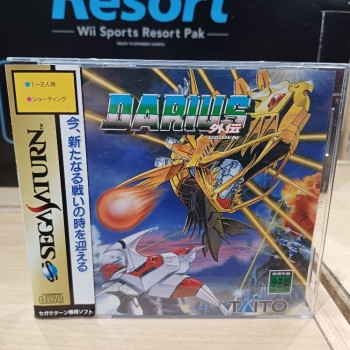 Resort
Wii Sports Resort Pak
●1〜2人用
●シューティング
SEGA SATURN
今、新たなる戦いの時を迎える
DARIUS
外伝
GAIDEN
TAITO
disc
セガサターン専用ソフト